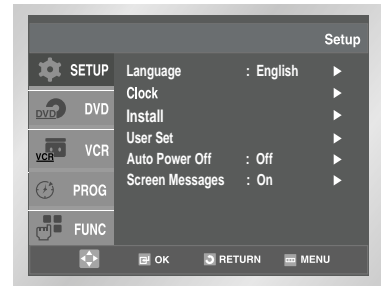 Setup
SETUP
Language : English ►
Clock ►
DVD DVD
Install ►
User Set ►
VCR VCR
Auto Power Off : Off ►
Screen Messages : On ►
PROG
FUNC
OK RETURN MENU